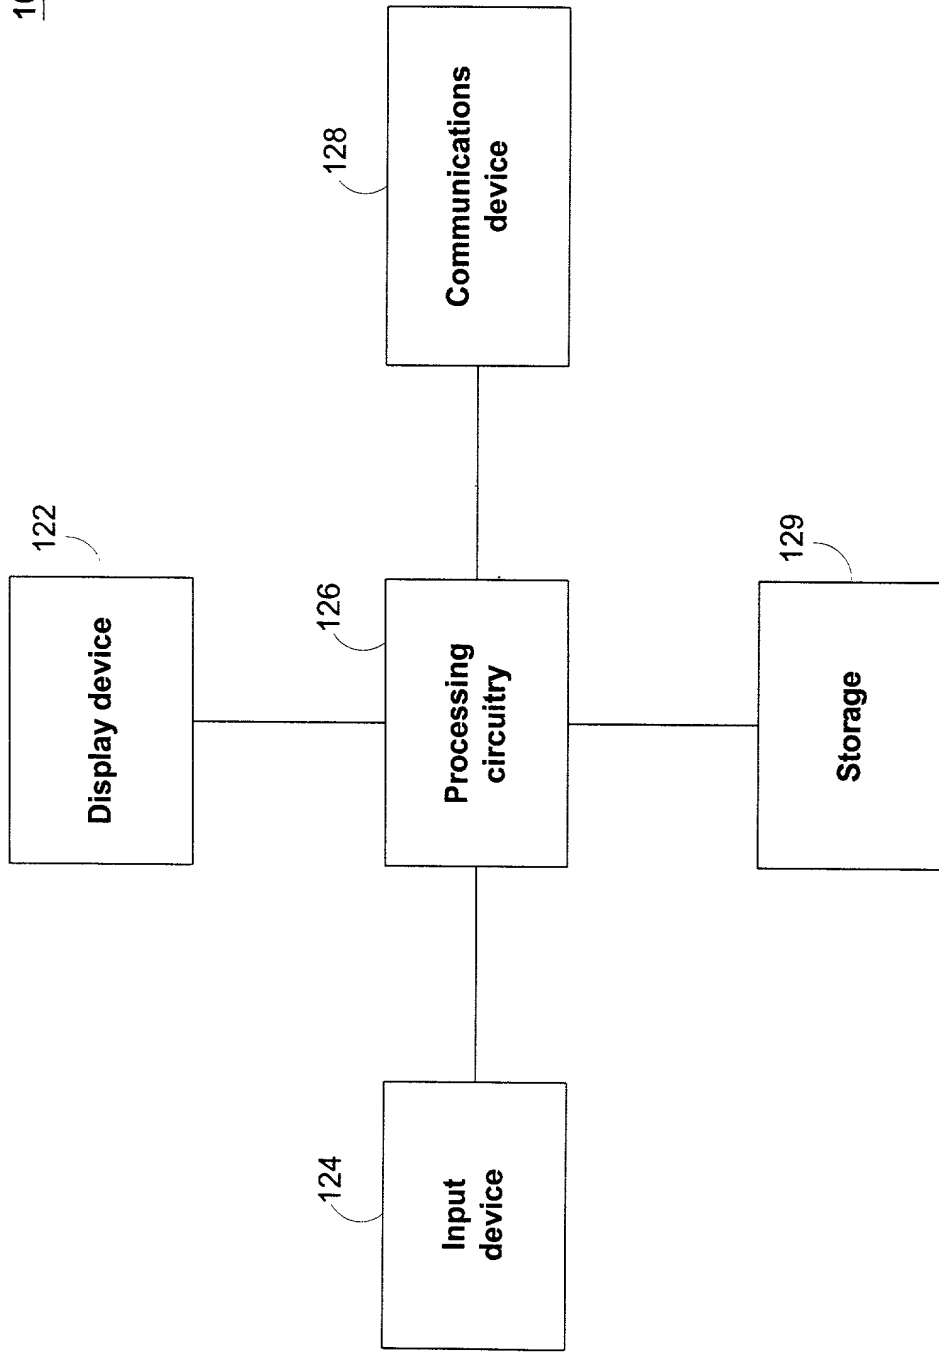 122
Display device
124
126
128
Input
device
Processing
circuitry
Communications
device
129
Storage